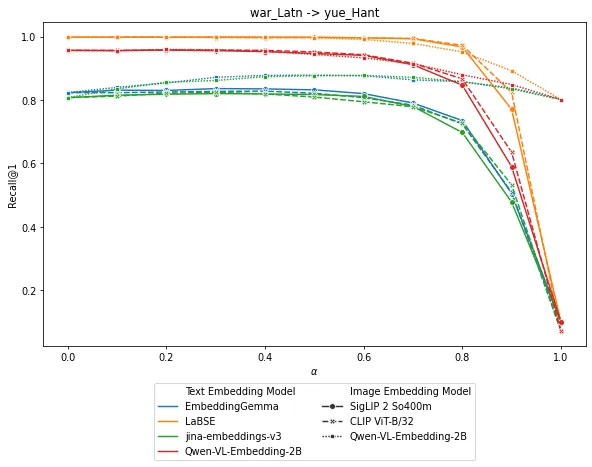 war_Latn -> yue_Hant
Recall@1
1.0
0.8
0.6
0.4
0.2
0.0 0.2 0.4 0.6 0.8 1.0
α
Text Embedding Model Image Embedding Model
EmbeddingGemma SigLIP 2 So400m
LaBSE CLIP ViT-B/32
jina-embeddings-v3 Qwen-VL-Embedding-2B
Qwen-VL-Embedding-2B